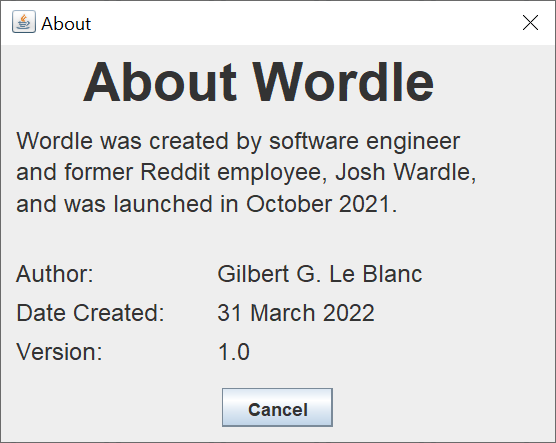 About
About Wordle
Wordle was created by software engineer
and former Reddit employee, Josh Wardle,
and was launched in October 2021.
Author: Gilbert G. Le Blanc
Date Created: 31 March 2022
Version: 1.0
Cancel